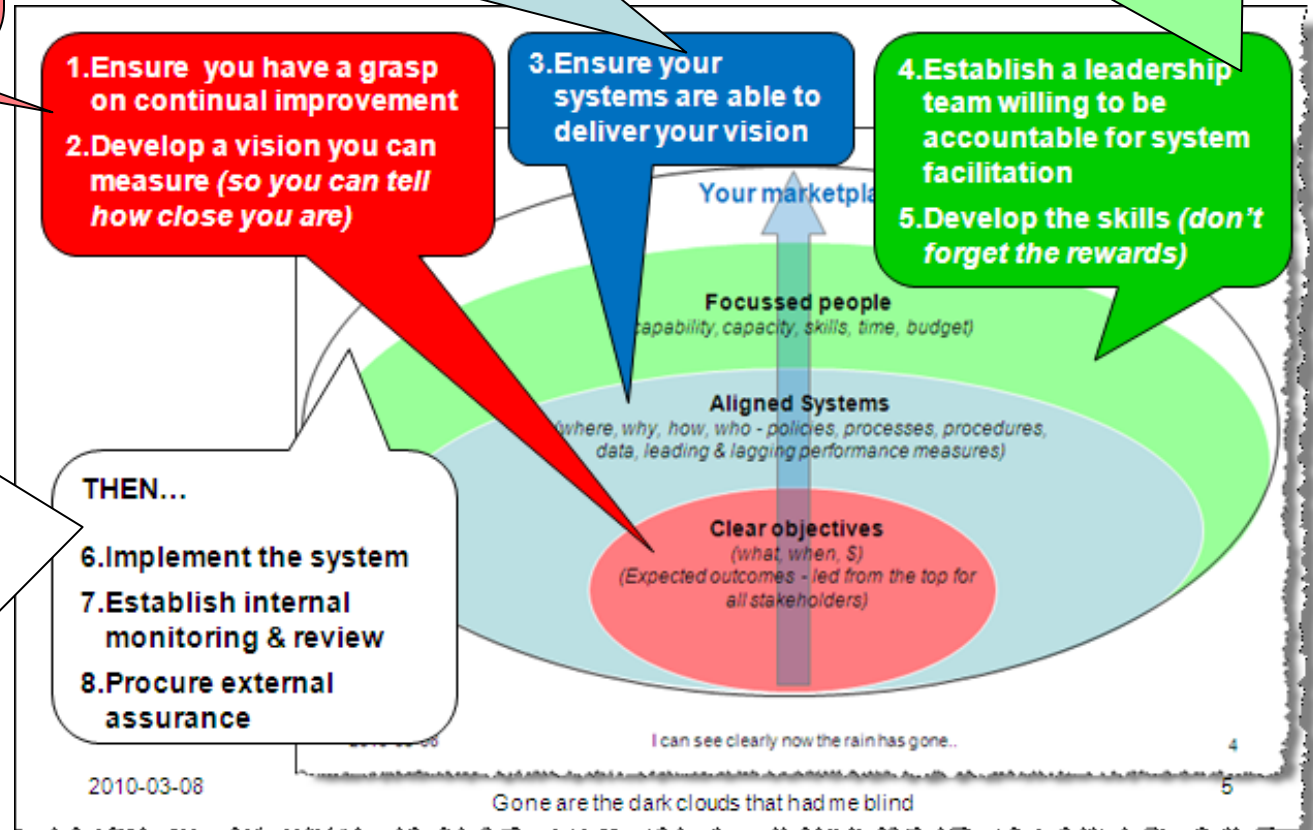 1.Ensure you have a grasp
on continual improvement
2.Develop a vision you can
measure (so you can tell
how close you are)
3.Ensure your
systems are able to
deliver your vision
4.Establish a leadership
team willing to be
accountable for system
facilitation
5.Develop the skills (don't
forget the rewards)
Your
Focussed people
capability, capacity, skills, time, budget)
Aligned Systems
(where, why, how, who - policies, processes, procedures,
data, leading & lagging performance measures)
Clear objectives
(what, when, $)
(Expected outcomes - led from the top for
all stakeholders)
THEN...
6.Implement the system
7.Establish internal
monitoring & review
8.Procure external
assurance
I can see clearly now the rain has gone..
4
2010-03-08
Gone are the dark clouds that had me blind
5